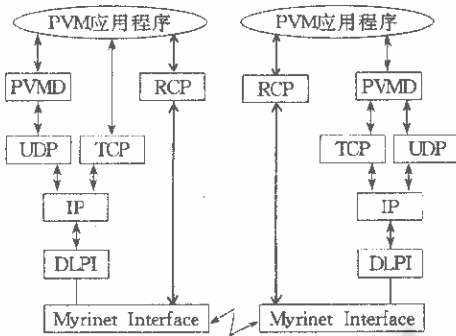 PVM应用程序
PVMD
RCP
UDP
TCP
IP
DLPI
Myrinet Interface
PVM应用程序
RCP
PVMD
TCP
UDP
IP
DLPI
Myrinet Interface